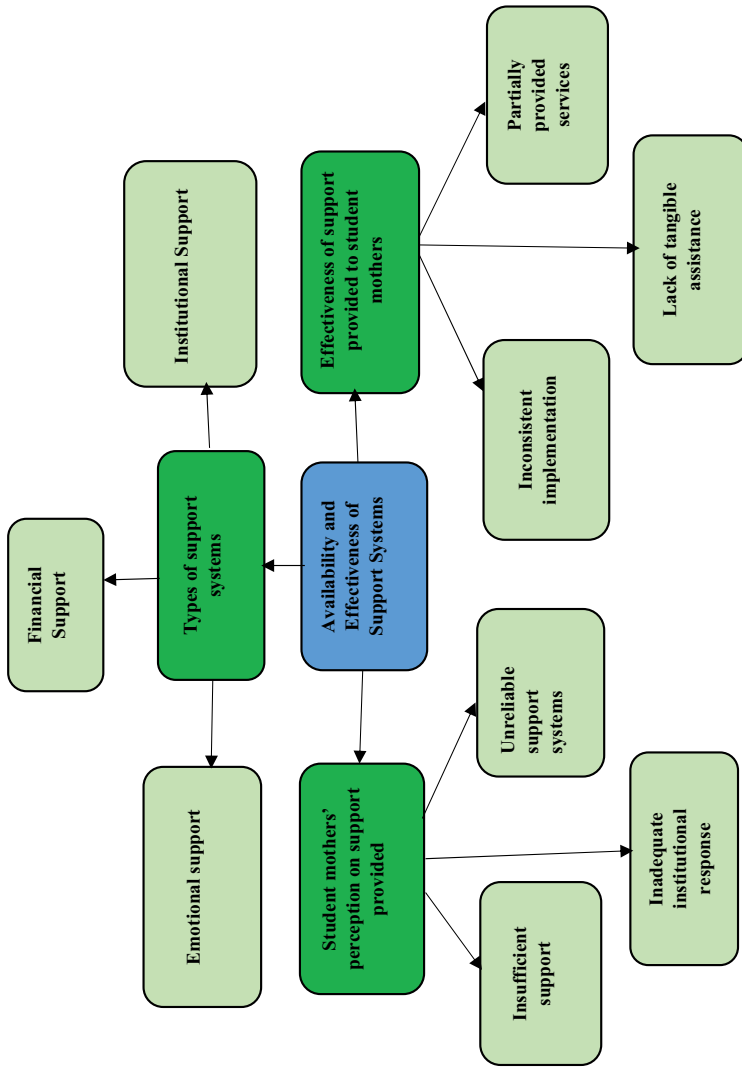 Financial
Support
Emotional support
Types of support
systems
Institutional Support
Student mothers’
perception on support
provided
Availability and
Effectiveness of
Support Systems
Effectiveness of support
provided to student
mothers
Insufficient
support
Unreliable
support
systems
Inconsistent
implementation
Partially
provided
services
Inadequate
institutional
response
Lack of tangible
assistance